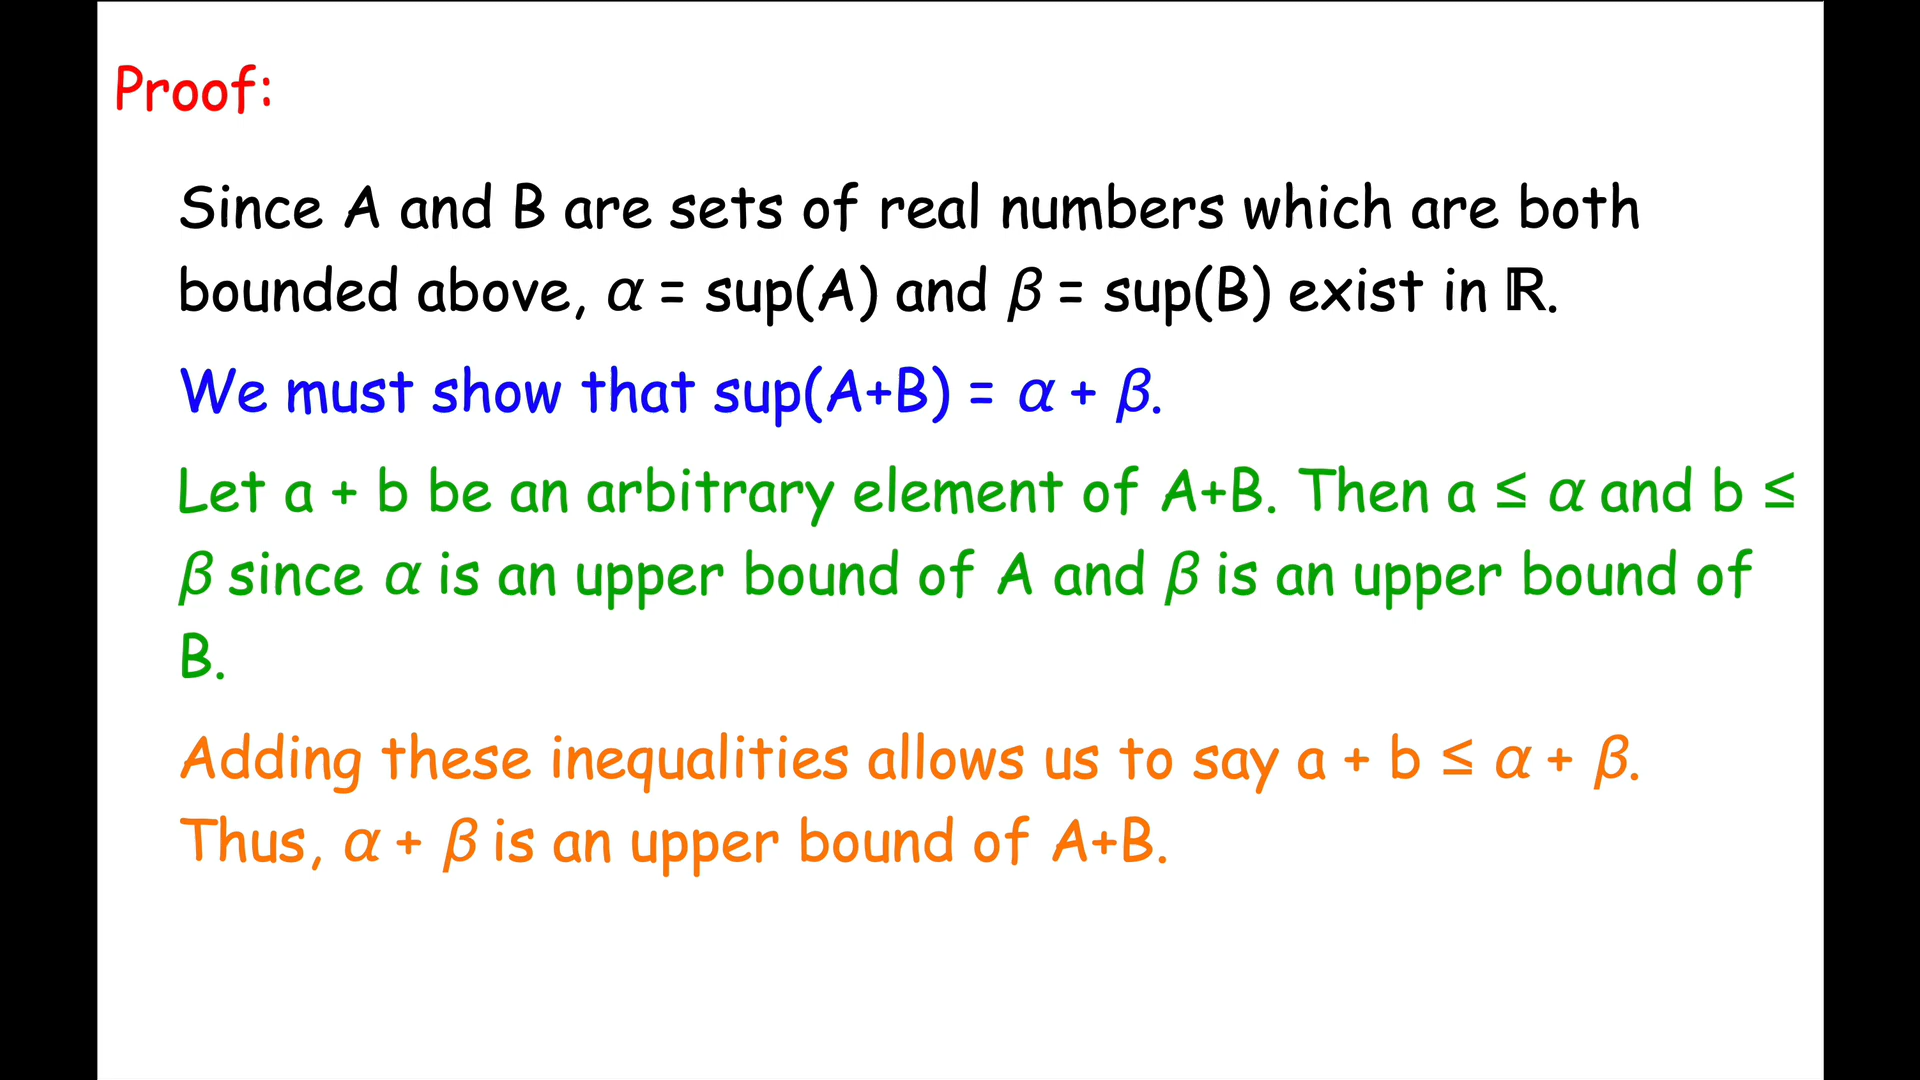 Proof:
Since A and B are sets of real numbers which are both
bounded above, α = sup(A) and β = sup(B) exist in ℝ.
We must show that sup(A+B) = α + β.
Let a + b be an arbitrary element of A+B. Then a ≤ α and b ≤
β since α is an upper bound of A and β is an upper bound of
B.
Adding these inequalities allows us to say a + b ≤ α + β.
Thus, α + β is an upper bound of A+B.